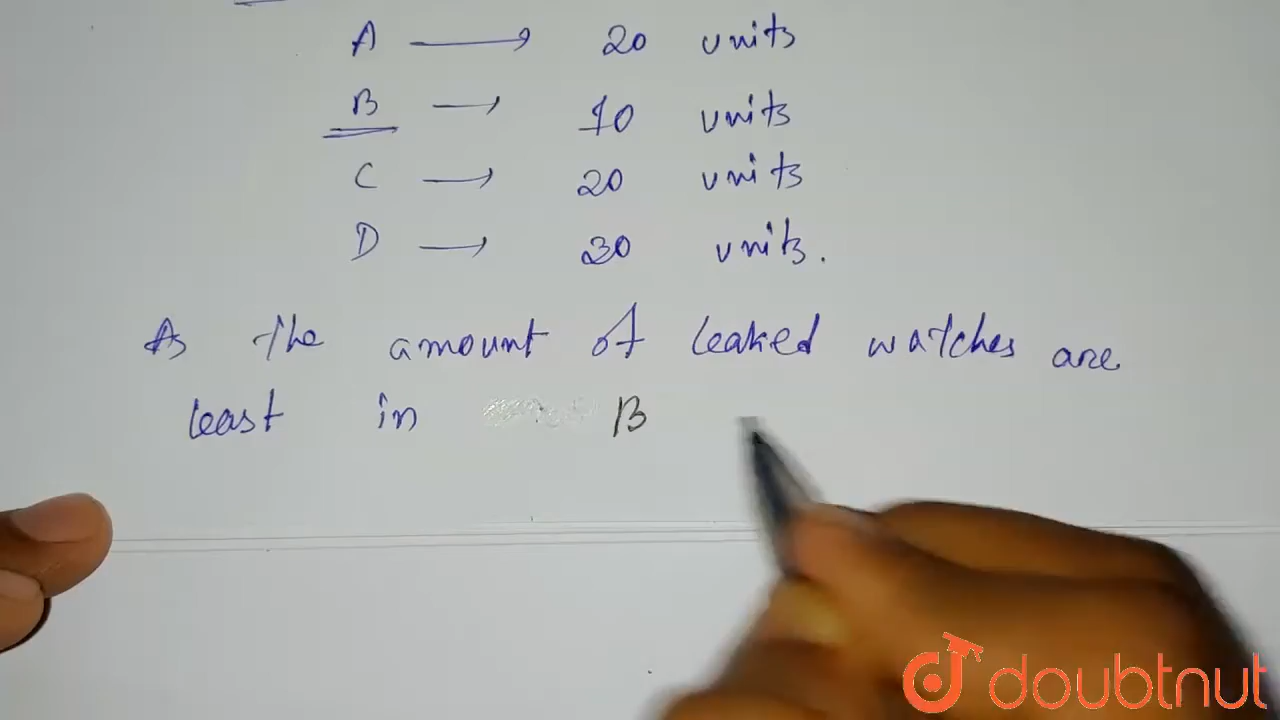 A → 20 units
B → 10 units
C → 20 units
D → 30 units.
As the amount of leaked watches are
least in B
doubtnut